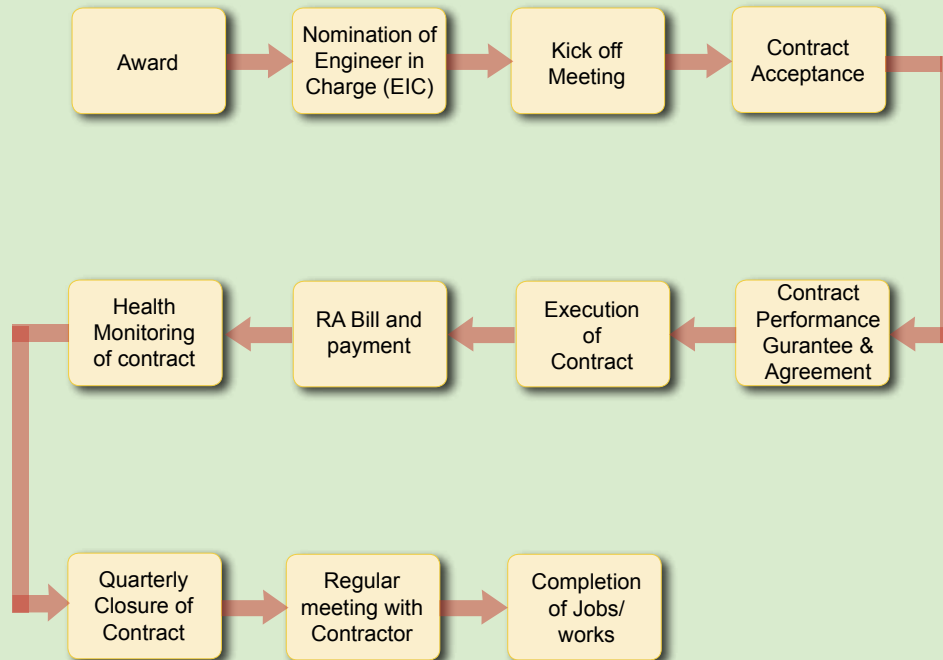 Award
Nomination of
Engineer in
Charge (EIC)
Kick off
Meeting
Contract
Acceptance
Contract
Performance
Gurantee &
Agreement
Execution
of
Contract
RA Bill and
payment
Health
Monitoring
of contract
Quarterly
Closure of
Contract
Regular
meeting with
Contractor
Completion
of Jobs/
works